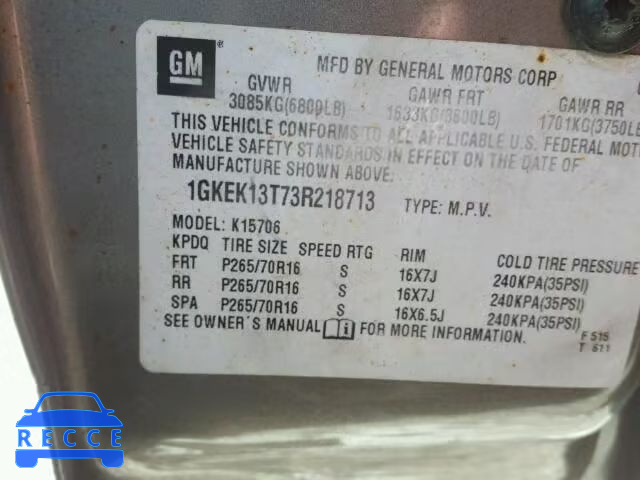 GM
MFD BY GENERAL MOTORS CORP
GVWR GAWR FRT GAWR RR
3085KG(6800LB) 1633KG(3600LB) 1701KG(3750LB
THIS VEHICLE CONFORMS TO ALL APPLICABLE U.S. FEDERAL MOT
VEHICLE SAFETY STANDARDS IN EFFECT ON THE DATE OF
MANUFACTURE SHOWN ABOVE.
1GKEK13T73R218713 TYPE: M.P.V.
MODEL: K15706
KPDQ TIRE SIZE SPEED RTG RIM COLD TIRE PRESSURE
FRT P265/70R16 S 16X7J 240KPA(35PSI)
RR P265/70R16 S 16X7J 240KPA(35PSI)
SPA P265/70R16 S 16X6.5J 240KPA(35PSI)
SEE OWNER'S MANUAL FOR MORE INFORMATION.
F 515
T 611
RECCE